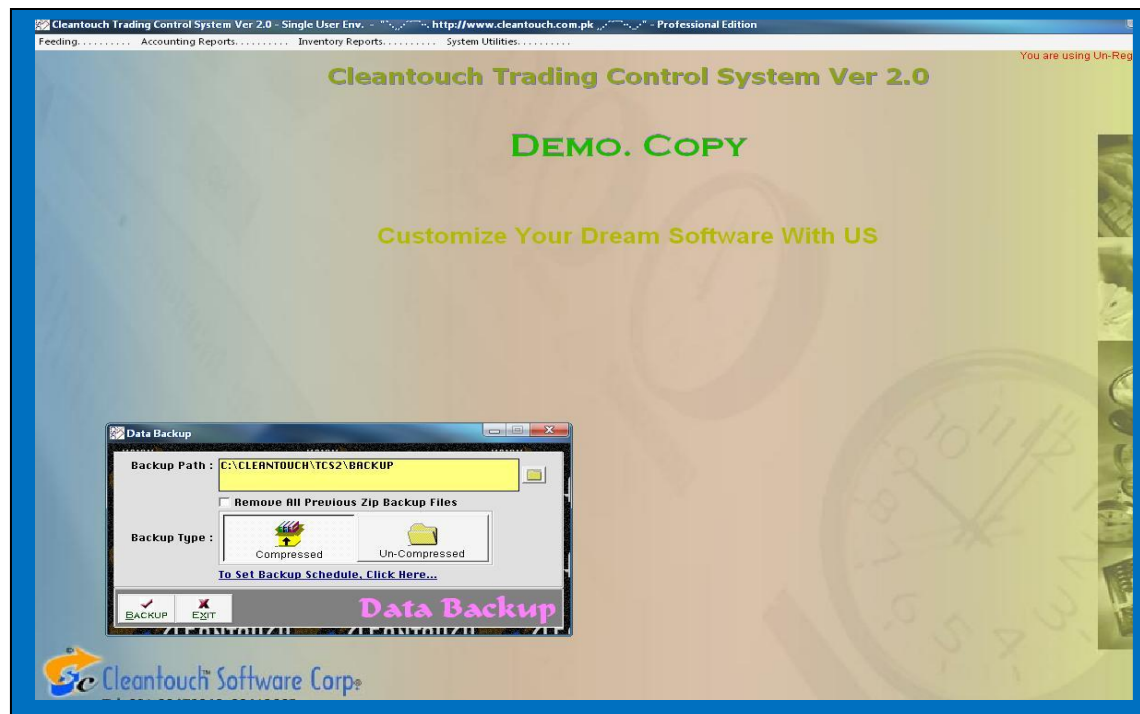 Cleantouch Trading Control System Ver 2.0 - Single User Env. - http://www.cleantouch.com.pk - Professional Edition
Feeding.......... Accounting Reports.......... Inventory Reports.......... System Utilities..........
You are using Un-Reg
Cleantouch Trading Control System Ver 2.0
DEMO. COPY
Customize Your Dream Software With US
Data Backup
Backup Path : C:\CLEANTOUCH\TCS2\BACKUP
Remove All Previous Zip Backup Files
Backup Type :
Compressed Un-Compressed
To Set Backup Schedule, Click Here...
BACKUP EXIT Data Backup
Sc Cleantouch Software Corp.